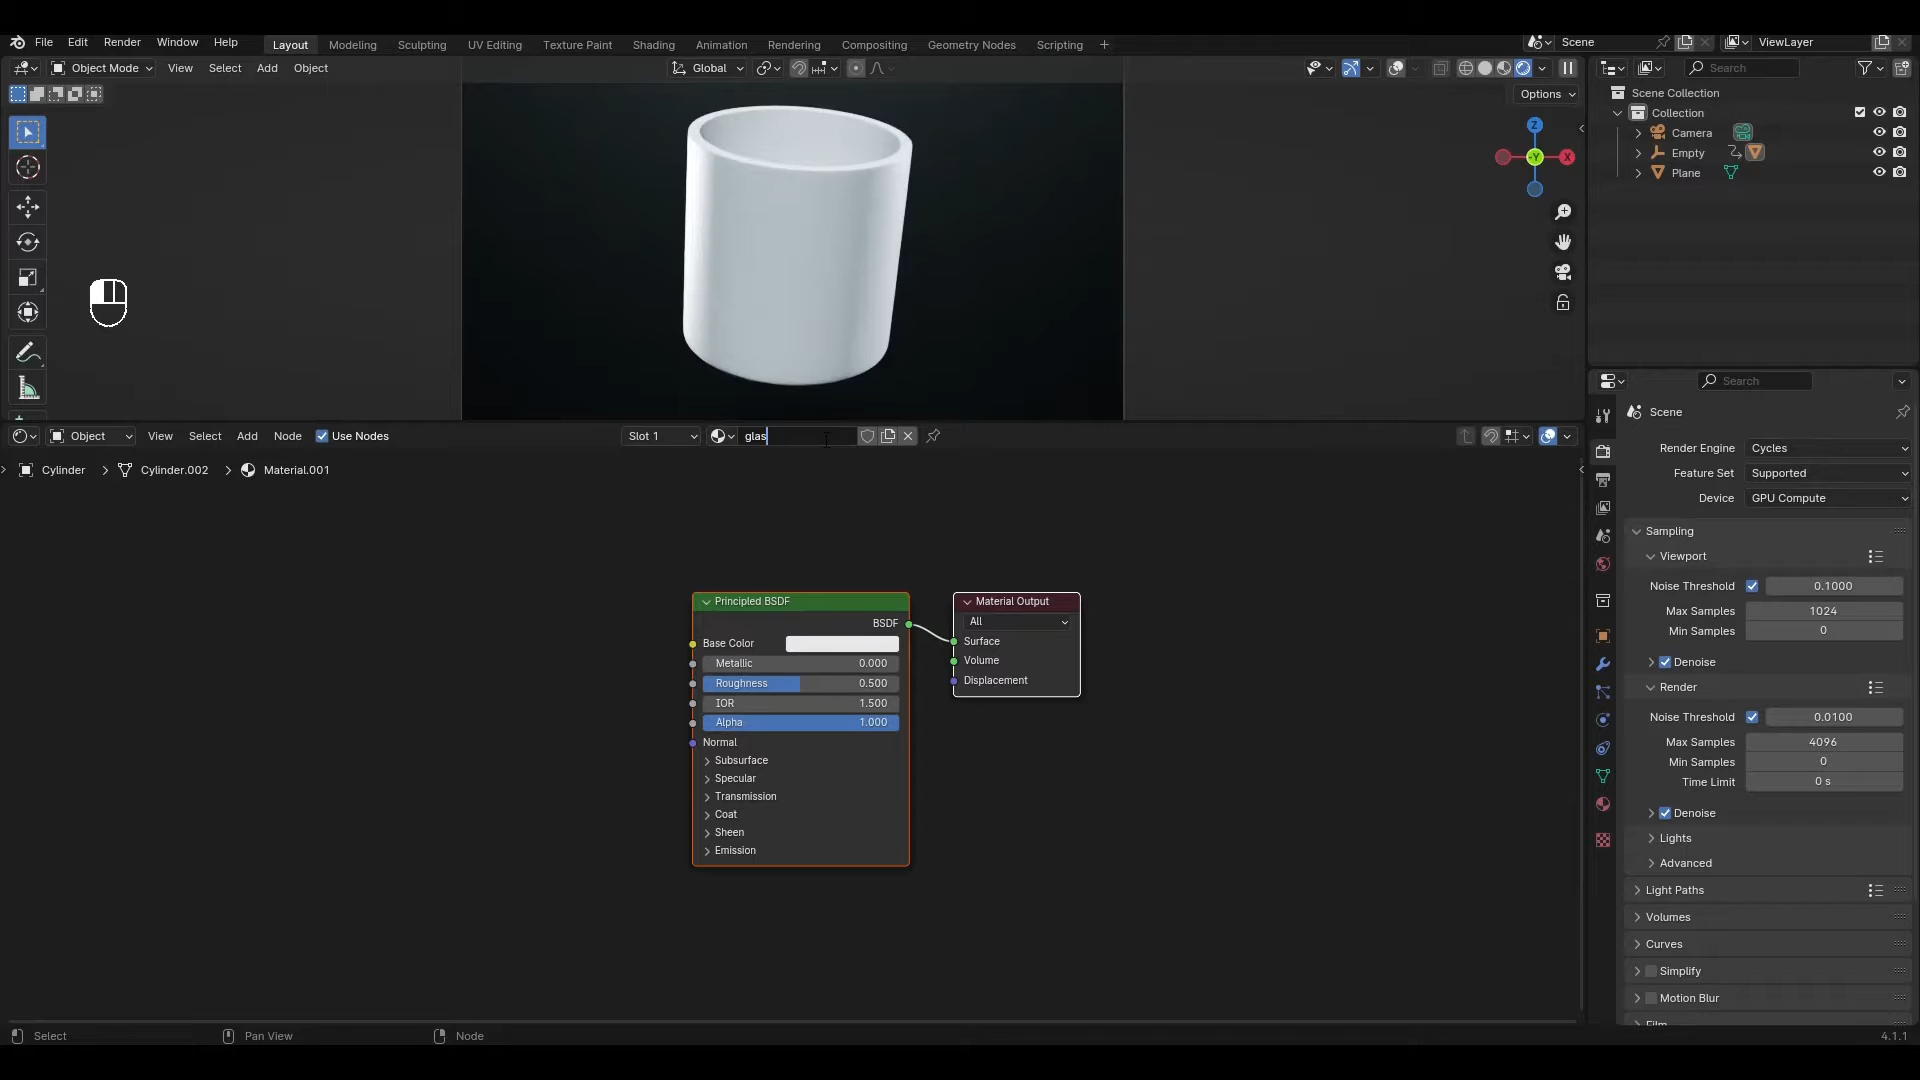 File Edit Render Window Help
Layout Modeling Sculpting UV Editing Texture Paint Shading Animation Rendering Compositing Geometry Nodes Scripting +
Scene
ViewLayer
Object Mode View Select Add Object
Global
Options
Z
-Y
X
Search
Scene Collection
Collection
Camera
Empty
Plane
Object View Select Add Node Use Nodes
Slot 1
glas
Cylinder > Cylinder.002 > Material.001
Principled BSDF
BSDF
Base Color
Metallic 0.000
Roughness 0.500
IOR 1.500
Alpha 1.000
Normal
Subsurface
Specular
Transmission
Coat
Sheen
Emission
Material Output
All
Surface
Volume
Displacement
Search
Scene
Render Engine Cycles
Feature Set Supported
Device GPU Compute
Sampling
Viewport
Noise Threshold 0.1000
Max Samples 1024
Min Samples 0
Denoise
Render
Noise Threshold 0.0100
Max Samples 4096
Min Samples 0
Time Limit 0 s
Denoise
Lights
Advanced
Light Paths
Volumes
Curves
Simplify
Motion Blur
Film
Select Pan View Node
4.1.1